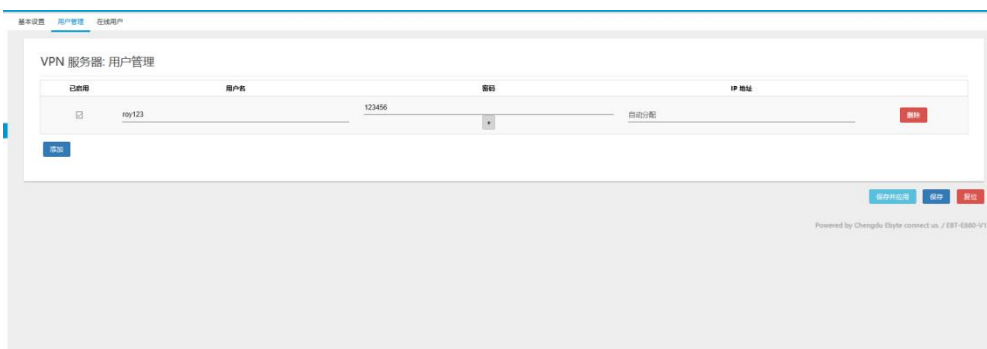 基本设置 用户管理 在线用户
VPN 服务器: 用户管理
已启用 用户名 密码 IP 地址
roy123 123456 自动分配 删除
添加
保存并应用 保存 复位
Powered by Chengdu Ebyte connect us / EBT-E880-V1